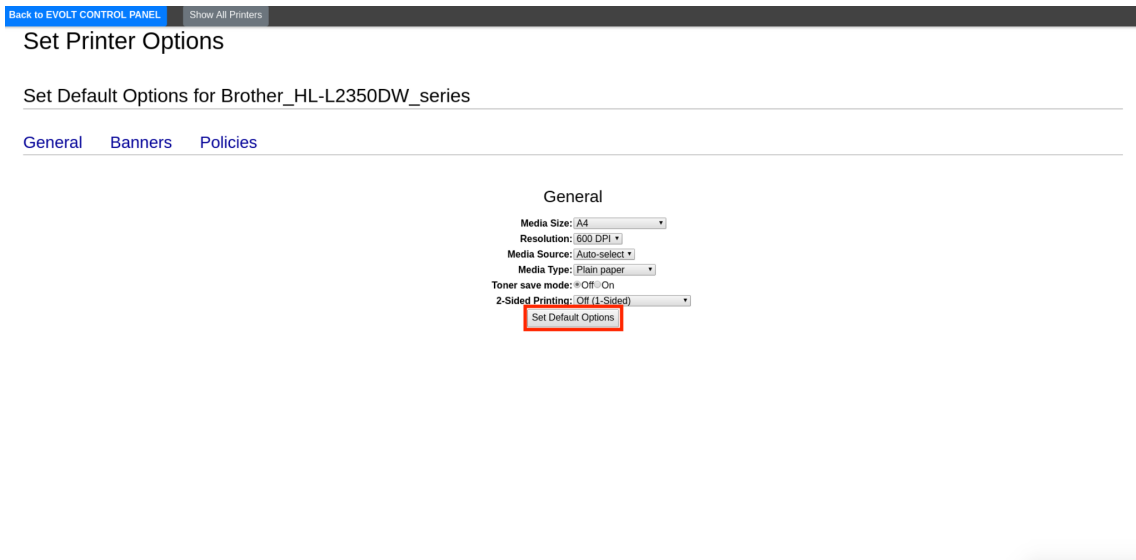 Back to EVOLT CONTROL PANEL Show All Printers
Set Printer Options
Set Default Options for Brother_HL-L2350DW_series
General Banners Policies
General
Media Size: A4
Resolution: 600 DPI
Media Source: Auto-select
Media Type: Plain paper
Toner save mode: Off On
2-Sided Printing: Off (1-Sided)
Set Default Options